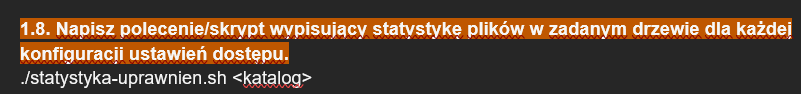 1.8. Napisz polecenie/skrypt wypisujący statystykę plików w zadanym drzewie dla każdej
konfiguracji ustawień dostępu.
./statystyka-uprawnien.sh <katalog>